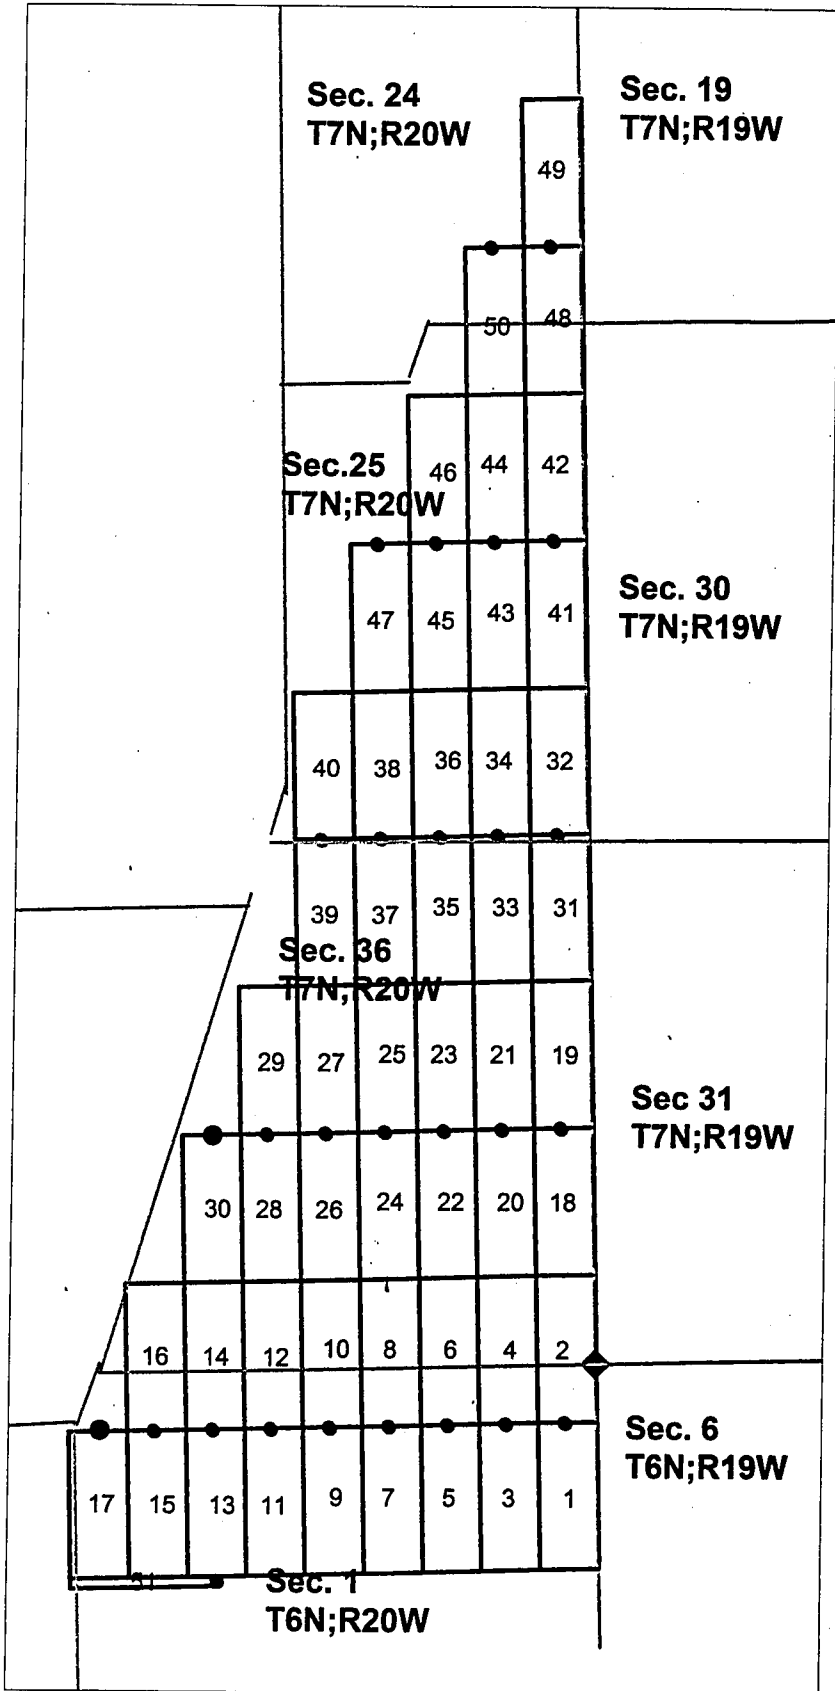 Sec. 24
T7N;R20W
Sec. 19
T7N;R19W
49
50 48
Sec.25
T7N;R20W
46 44 42
Sec. 30
T7N;R19W
47 45 43 41
40 38 36 34 32
39 37 35 33 31
Sec. 36
T7N;R20W
29 27 25 23 21 19
Sec 31
T7N;R19W
30 28 26 24 22 20 18
16 14 12 10 8 6 4 2
Sec. 6
T6N;R19W
17 15 13 11 9 7 5 3 1
51
Sec. 1
T6N;R20W